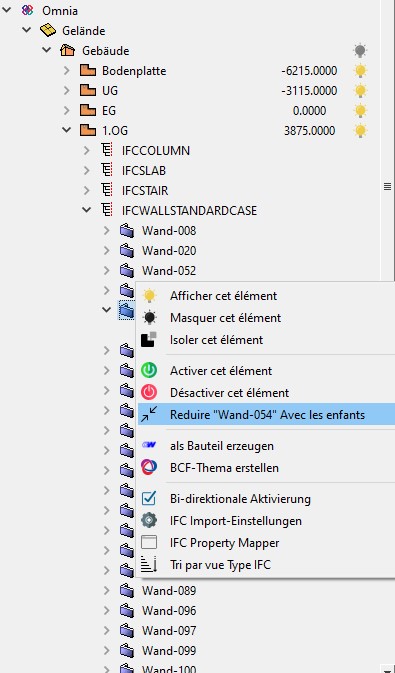 Omnia
Gelände
Gebäude
Bodenplatte -6215.0000
UG -3115.0000
EG 0.0000
1.OG 3875.0000
IFCCOLUMN
IFCSLAB
IFCSTAIR
IFCWALLSTANDARDCASE
Wand-008
Wand-020
Wand-052
Afficher cet élément
Masquer cet élément
Isoler cet élément
Activer cet élément
Désactiver cet élément
Reduire "Wand-054" Avec les enfants
als Bauteil erzeugen
BCF-Thema erstellen
Bi-direktionale Aktivierung
IFC Import-Einstellungen
IFC Property Mapper
Tri par vue Type IFC
Wand-089
Wand-096
Wand-097
Wand-099
Wand-100